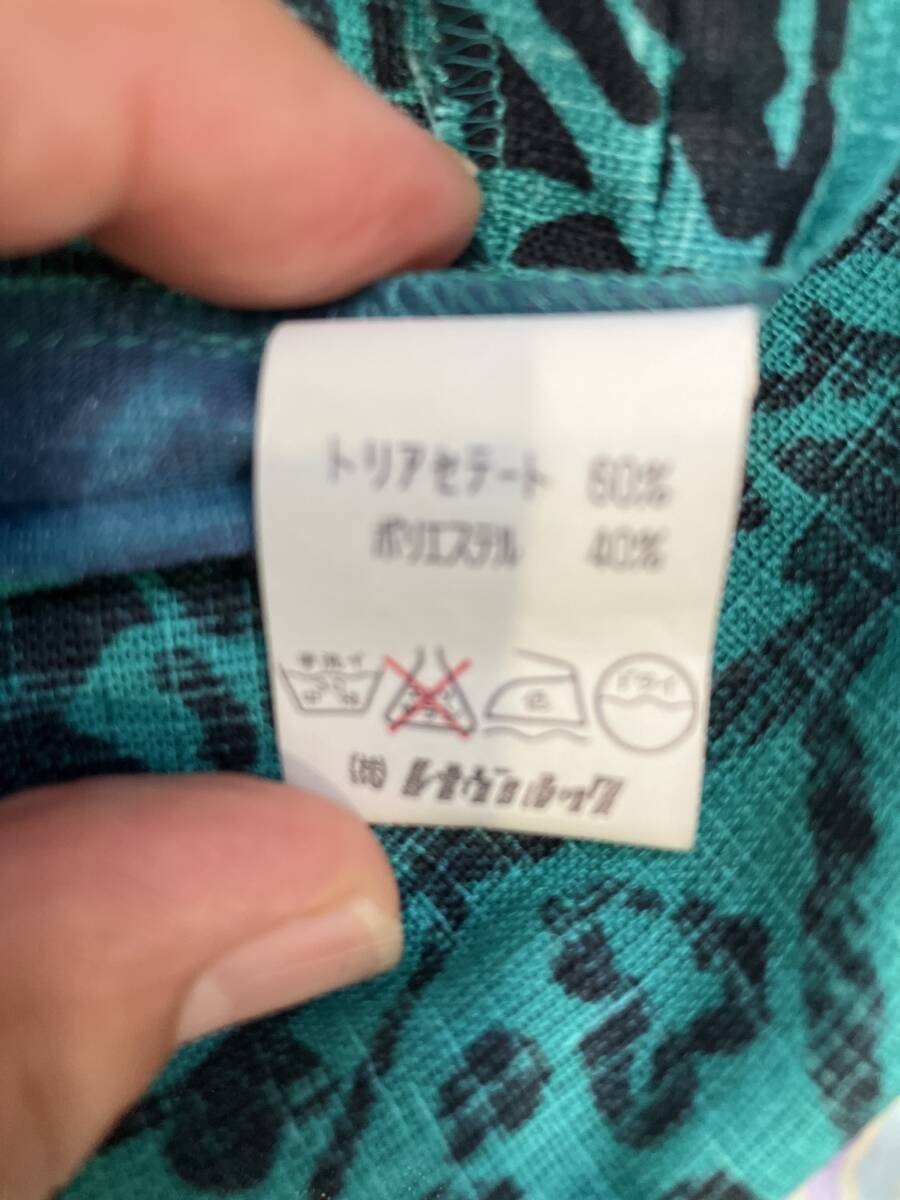 トリアセテート 60%
ポリエステル 40%
手洗イ
ドライ
(株)